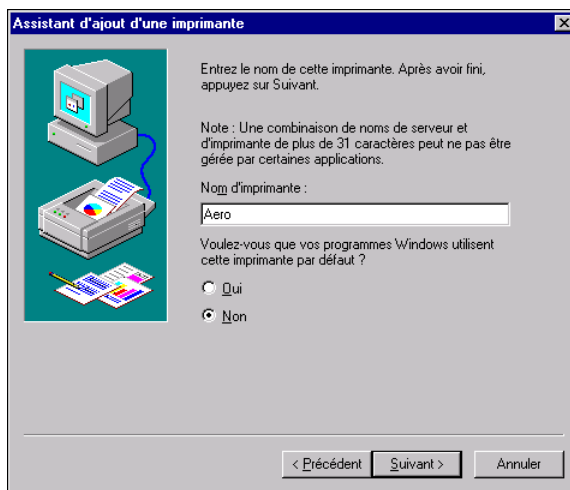 Assistant d'ajout d'une imprimante
Entrez le nom de cette imprimante. Après avoir fini,
appuyez sur Suivant.
Note : Une combinaison de noms de serveur et
d'imprimante de plus de 31 caractères peut ne pas être
gérée par certaines applications.
Nom d'imprimante :
Aero
Voulez-vous que vos programmes Windows utilisent
cette imprimante par défaut ?
Oui
Non
< Précédent
Suivant >
Annuler